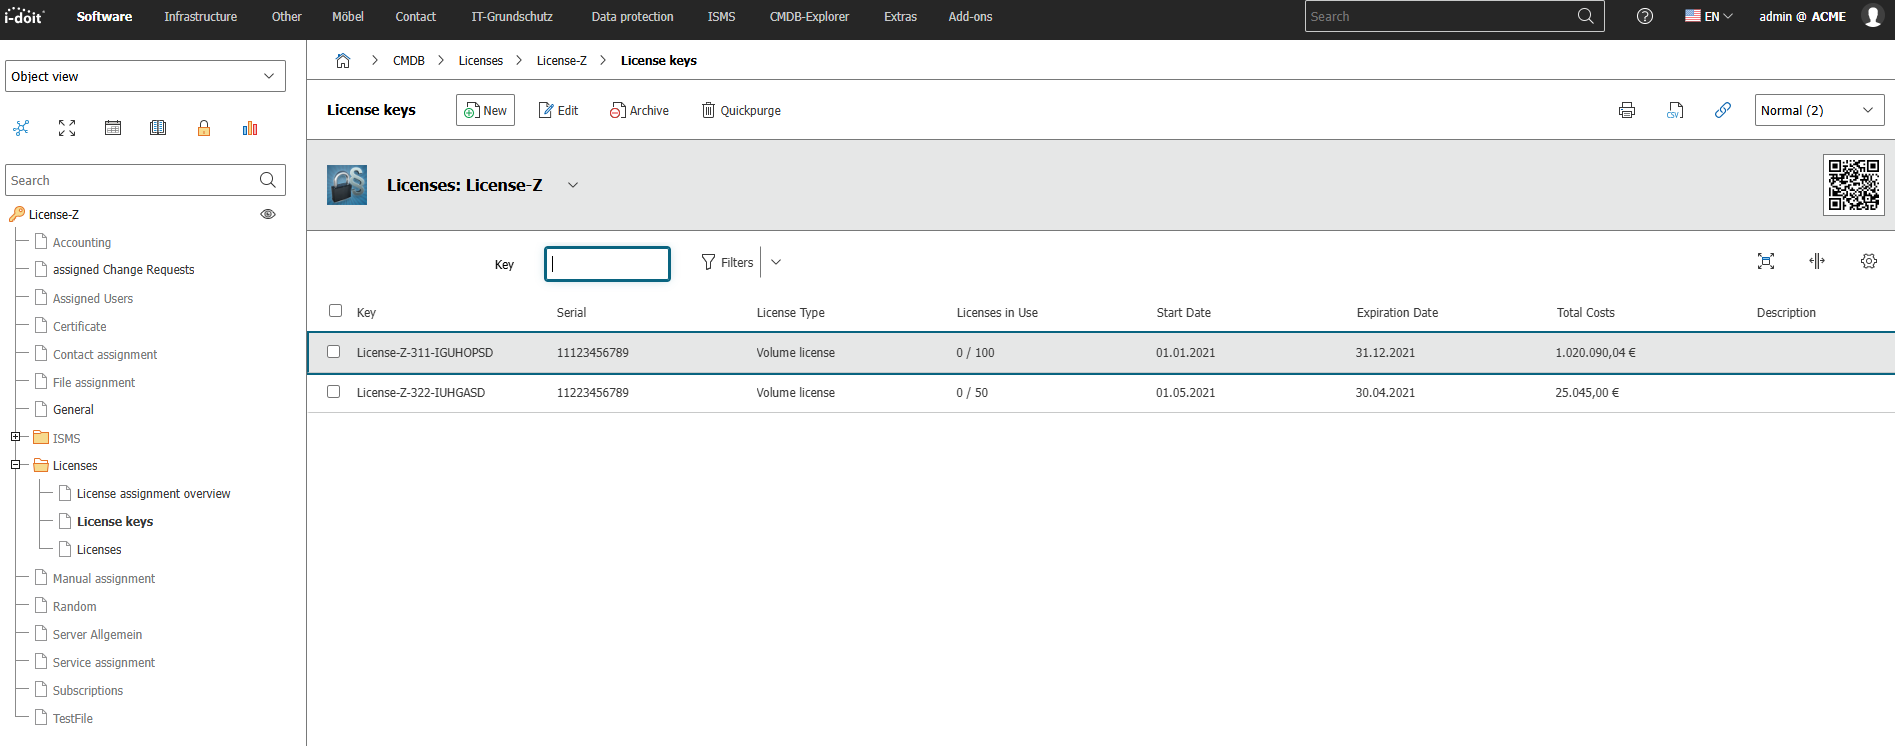 i-doit Software Infrastructure Other Möbel Contact IT-Grundschutz Data protection ISMS CMDB-Explorer Extras Add-ons Search EN admin @ ACME
Object view
Search
License-Z
Accounting
assigned Change Requests
Assigned Users
Certificate
Contact assignment
File assignment
General
ISMS
Licenses
License assignment overview
License keys
Licenses
Manual assignment
Random
Server Allgemein
Service assignment
Subscriptions
TestFile
CMDB > Licenses > License-Z > License keys
License keys New Edit Archive Quickpurge CSV Normal (2)
Licenses: License-Z
Key Filters
Key Serial License Type Licenses in Use Start Date Expiration Date Total Costs Description
License-Z-311-IGUHOPSD 11123456789 Volume license 0 / 100 01.01.2021 31.12.2021 1.020.090,04 €
License-Z-322-IUHGASD 11223456789 Volume license 0 / 50 01.05.2021 30.04.2021 25.045,00 €